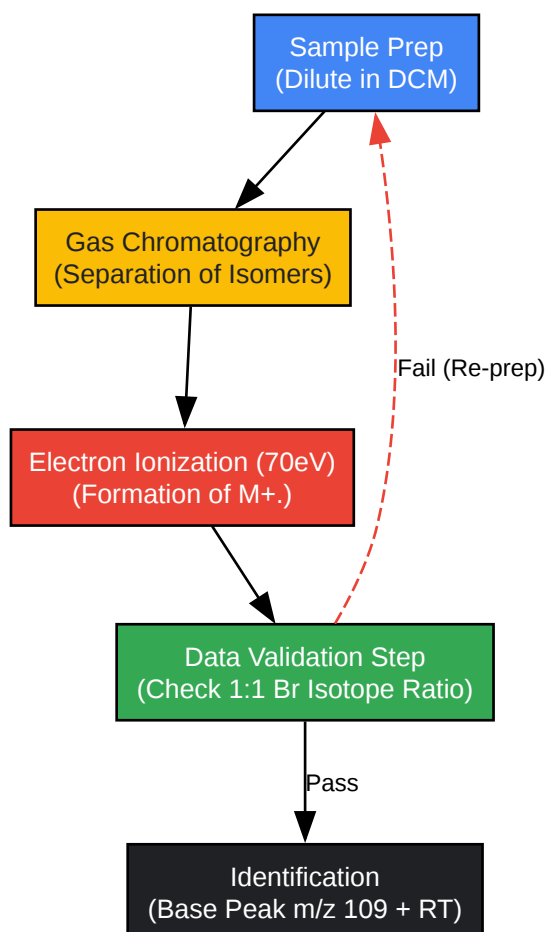 Sample Prep
(Dilute in DCM)
Gas Chromatography
(Separation of Isomers)
Fail (Re-prep)
Electron Ionization (70eV)
(Formation of M+.)
Data Validation Step
(Check 1:1 Br Isotope Ratio)
Pass
Identification
(Base Peak m/z 109 + RT)